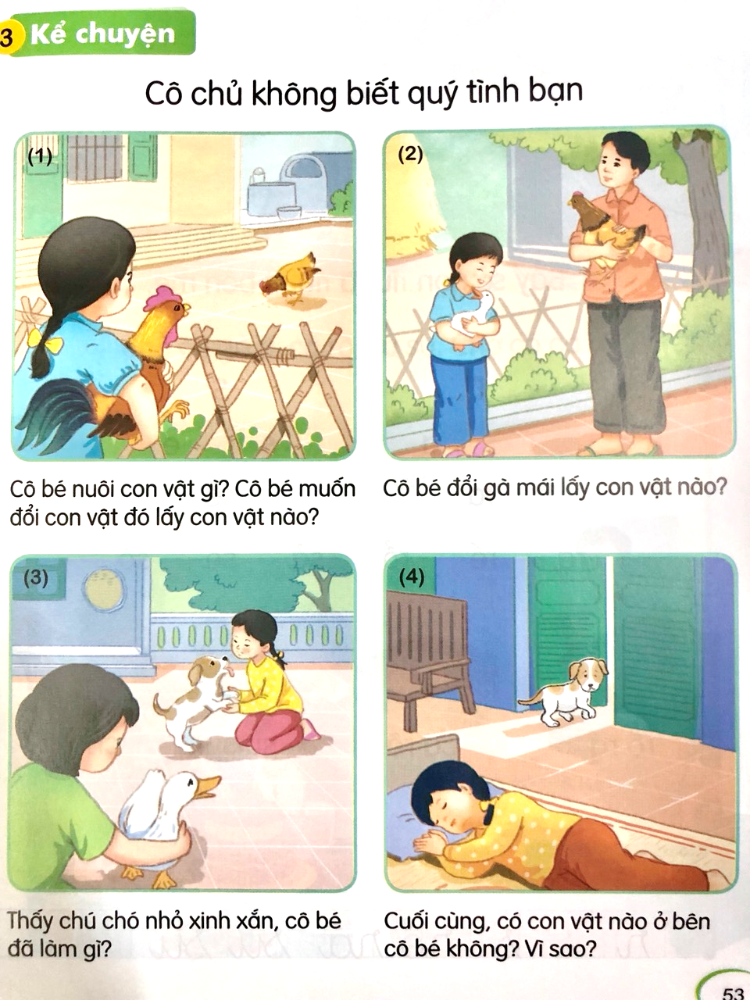 3 Kể chuyện
Cô chủ không biết quý tình bạn
(1)
(2)
Cô bé nuôi con vật gì? Cô bé muốn
đổi con vật đó lấy con vật nào?
Cô bé đổi gà mái lấy con vật nào?
(3)
(4)
Thấy chú chó nhỏ xinh xắn, cô bé
đã làm gì?
Cuối cùng, có con vật nào ở bên
cô bé không? Vì sao?
53